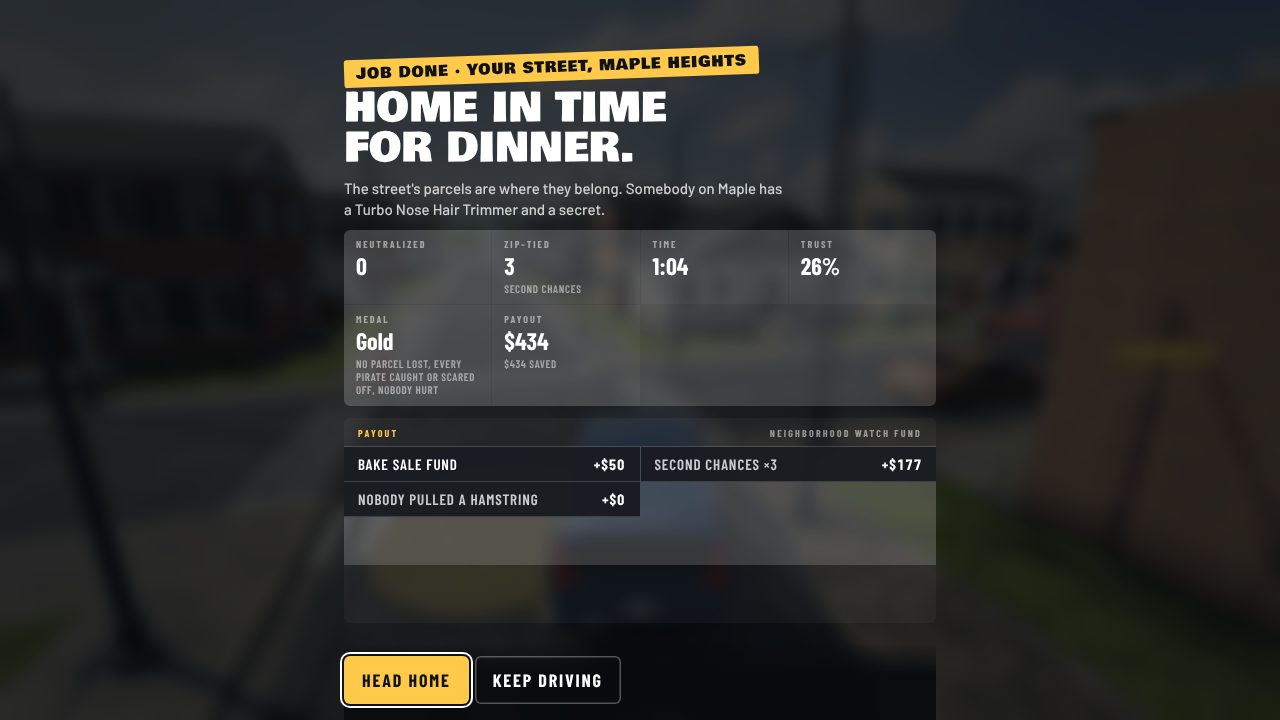 JOB DONE · YOUR STREET, MAPLE HEIGHTS
HOME IN TIME
FOR DINNER.
The street's parcels are where they belong. Somebody on Maple has
a Turbo Nose Hair Trimmer and a secret.
NEUTRALIZED
0
ZIP-TIED
3
SECOND CHANCES
TIME
1:04
TRUST
26%
MEDAL
Gold
NO PARCEL LOST, EVERY
PIRATE CAUGHT OR SCARED
OFF, NOBODY HURT
PAYOUT
$434
$434 SAVED
PAYOUT
NEIGHBORHOOD WATCH FUND
BAKE SALE FUND +$50
SECOND CHANCES ×3 +$177
NOBODY PULLED A HAMSTRING +$0
HEAD HOME
KEEP DRIVING